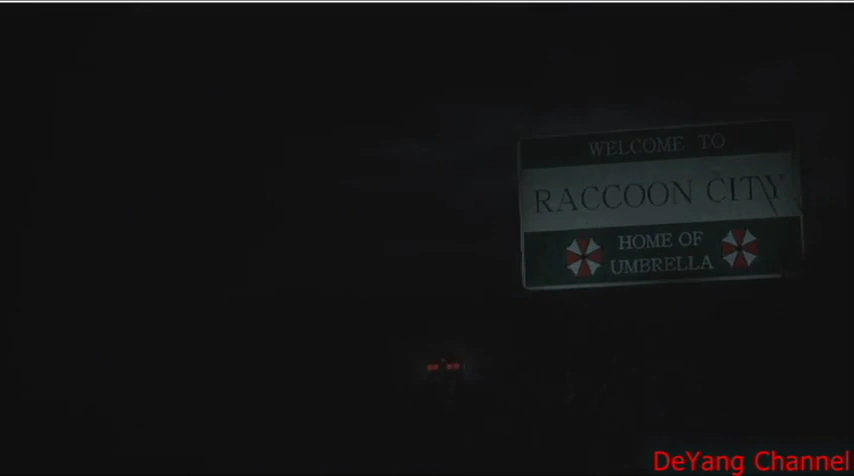 WELCOME TO
RACCOON CITY
HOME OF
UMBRELLA
DeYang Channel